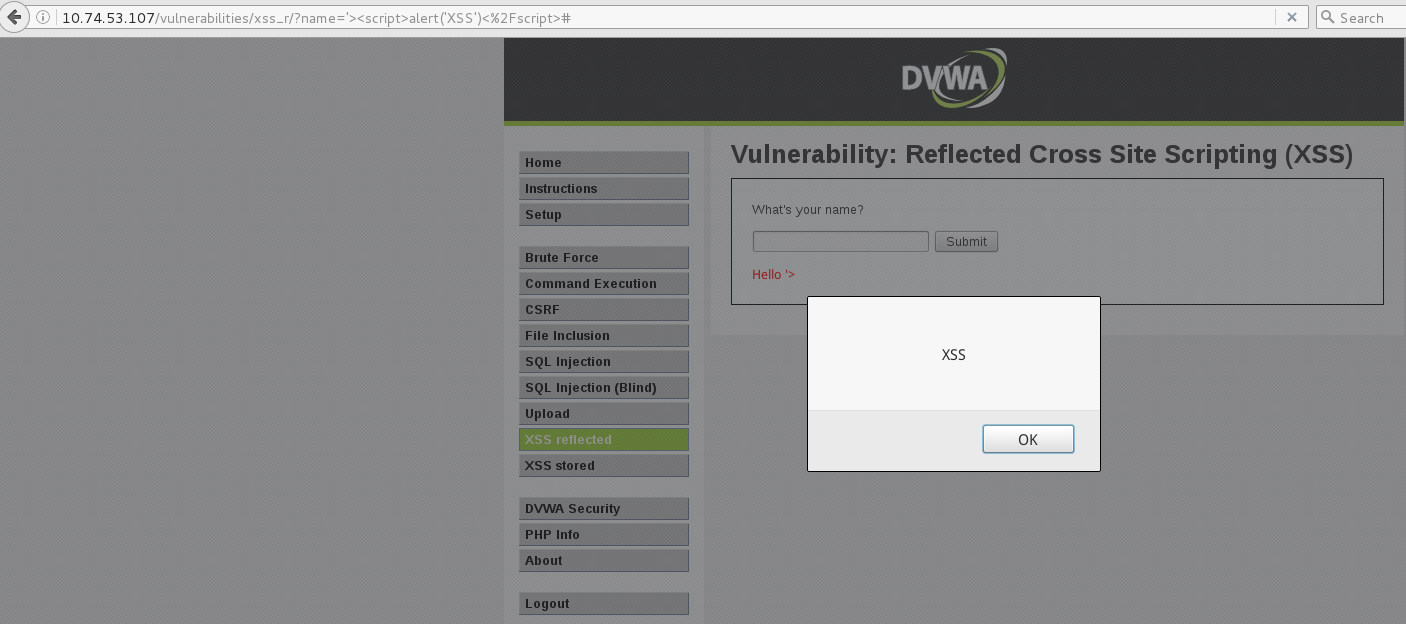 10.74.53.107/vulnerabilities/xss_r/?name='><script>alert('XSS')<%2Fscript>#
Search
DVWA
Home
Instructions
Setup
Brute Force
Command Execution
CSRF
File Inclusion
SQL Injection
SQL Injection (Blind)
Upload
XSS reflected
XSS stored
DVWA Security
PHP Info
About
Logout
Vulnerability: Reflected Cross Site Scripting (XSS)
What's your name?
Submit
Hello '>
XSS
OK